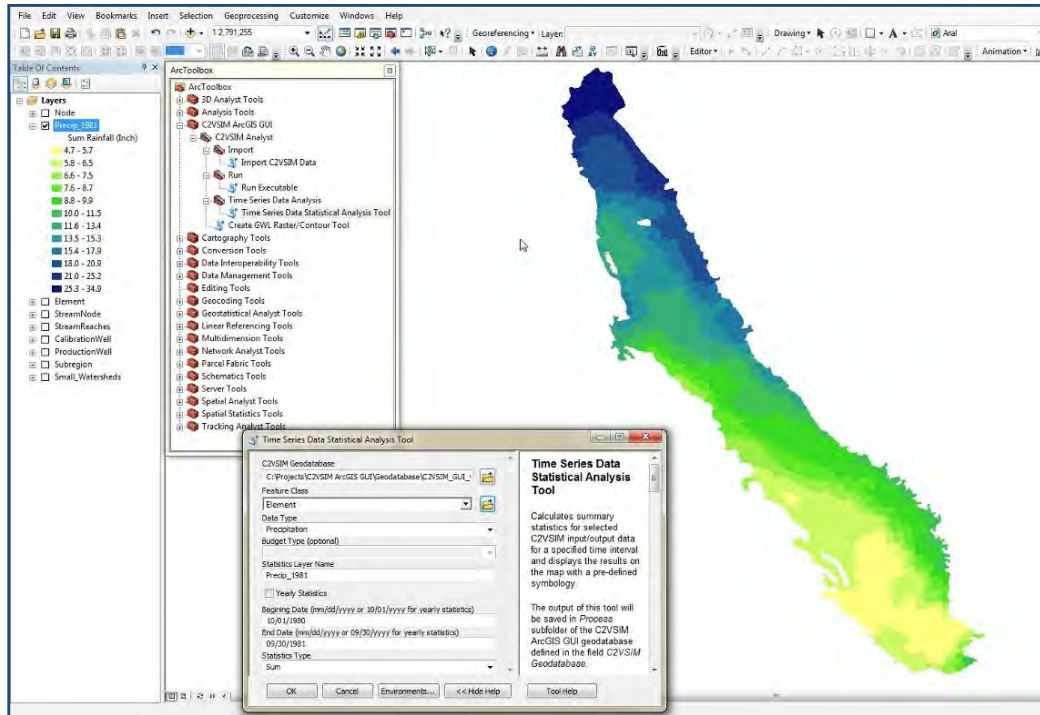 File Edit View Bookmarks Insert Selection Geoprocessing Customize Windows Help
1:2,791,255 Georeferencing Layer: Drawing A Arial
Editor Animation
Table Of Contents
Layers
Node
Precip_1981
Sum Rainfall (Inch)
4.7 - 5.7
5.8 - 6.5
6.6 - 7.5
7.6 - 8.7
8.8 - 9.9
10.0 - 11.5
11.6 - 13.4
13.5 - 15.3
15.4 - 17.9
18.0 - 20.9
21.0 - 25.2
25.3 - 34.9
Element
StreamNode
StreamReaches
CalibrationWell
ProductionWell
Subregion
Small_Watersheds
ArcToolbox
ArcToolbox
3D Analyst Tools
Analysis Tools
C2VSIM ArcGIS GUI
C2VSIM Analyst
Import
Import C2VSIM Data
Run
Run Executable
Time Series Data Analysis
Time Series Data Statistical Analysis Tool
Create GWL Raster/Contour Tool
Cartography Tools
Conversion Tools
Data Interoperability Tools
Data Management Tools
Editing Tools
Geocoding Tools
Geostatistical Analyst Tools
Linear Referencing Tools
Multidimension Tools
Network Analyst Tools
Parcel Fabric Tools
Schematics Tools
Server Tools
Spatial Analyst Tools
Spatial Statistics Tools
Tracking Analyst Tools
Time Series Data Statistical Analysis Tool
C2VSIM Geodatabase
C:\Projects\C2VSIM ArcGIS GUI\Geodatabase\C2VSIM_GUI_
Feature Class
Element
Data Type
Precipitation
Budget Type (optional)
Statistics Layer Name
Precip_1981
Yearly Statistics
Begining Date (mm/dd/yyyy or 10/01/yyyy for yearly statistics)
10/01/1980
End Date (mm/dd/yyyy or 09/30/yyyy for yearly statistics)
09/30/1981
Statistics Type
Sum
OK Cancel Environments... << Hide Help Tool Help
Time Series Data
Statistical Analysis
Tool
Calculates summary
statistics for selected
C2VSIM input/output data
for a specified time interval
and displays the results on
the map with a pre-defined
symbology.
The output of this tool will
be saved in Process
subfolder of the C2VSIM
ArcGIS GUI geodatabase
defined in the field C2VSIM
Geodatabase.